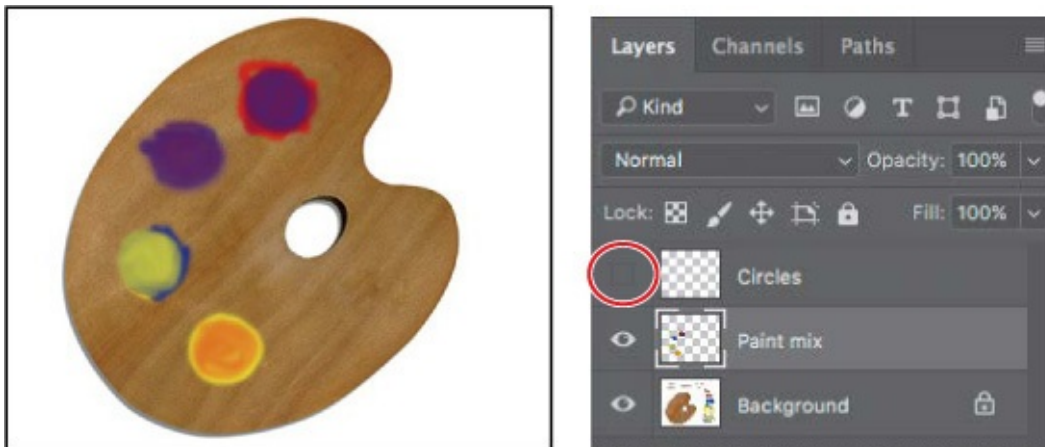 Layers Channels Paths
Kind
Normal Opacity: 100%
Lock: Fill: 100%
Circles
Paint mix
Background